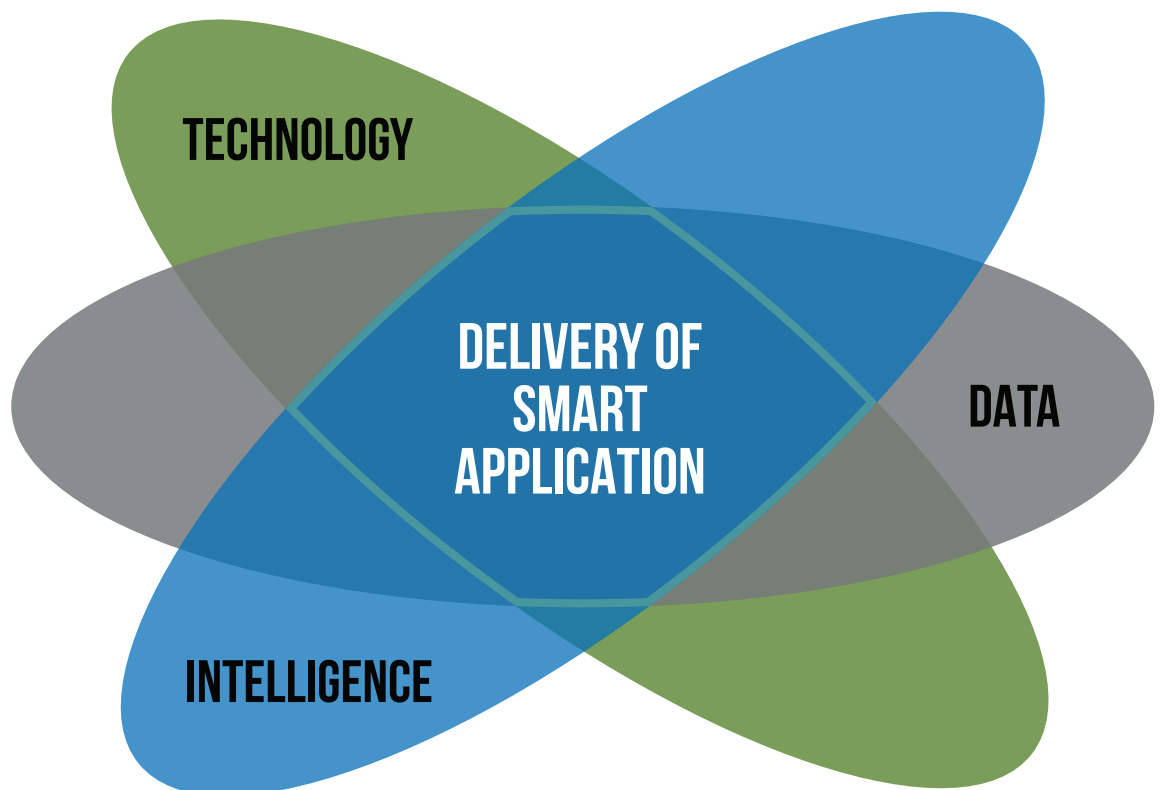 TECHNOLOGY
DELIVERY OF
SMART
APPLICATION
DATA
INTELLIGENCE